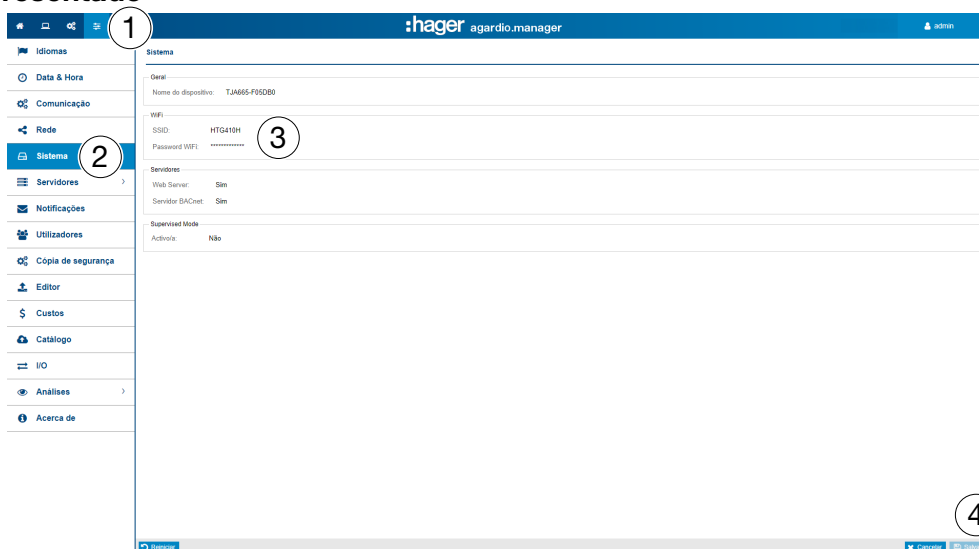 1
:hager agardio.manager
admin
Idiomas
Data & Hora
Comunicação
Rede
Sistema
2
Servidores
Notificações
Utilizadores
Cópia de segurança
Editor
Custos
Catálogo
I/O
Análises
Acerca de
Sistema
Geral
Nome do dispositivo: TJA665-F05DB0
WiFi
SSID: HTG410H
Password WiFi: *************
3
Servidores
Web Server: Sim
Servidor BACnet: Sim
Supervised Mode
Activo/a: Não
4
Reiniciar
Cancelar